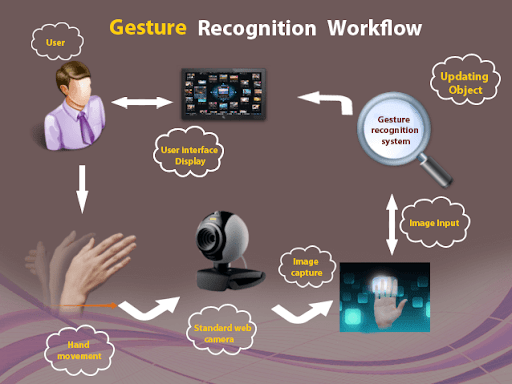 Gesture Recognition Workflow
User
Updating
Object
Gesture
recognition
system
User interface
Display
Image Input
Image
capture
Standard web
camera
Hand
movement